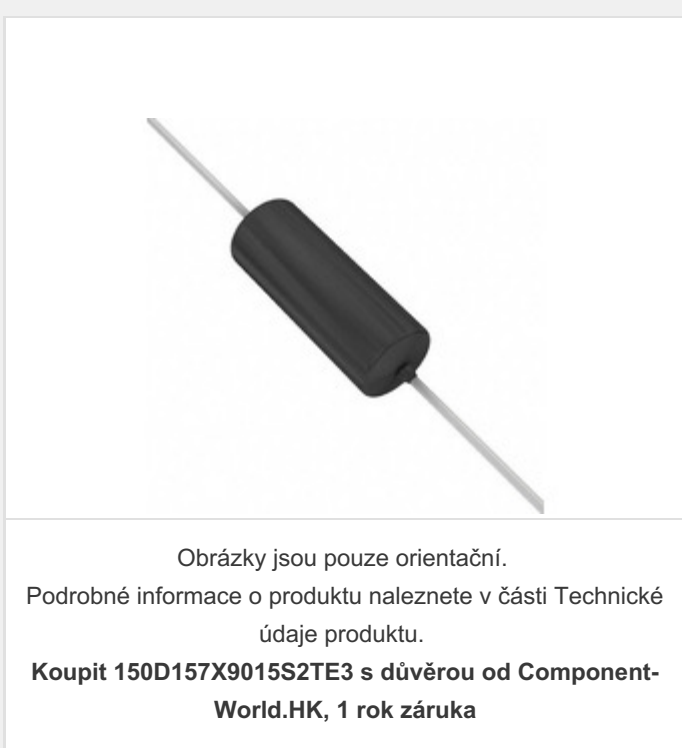 Obrázky jsou pouze orientační.
Podrobné informace o produktu naleznete v části Technické
údaje produktu.
Koupit 150D157X9015S2TE3 s důvěrou od Component-
World.HK, 1 rok záruka